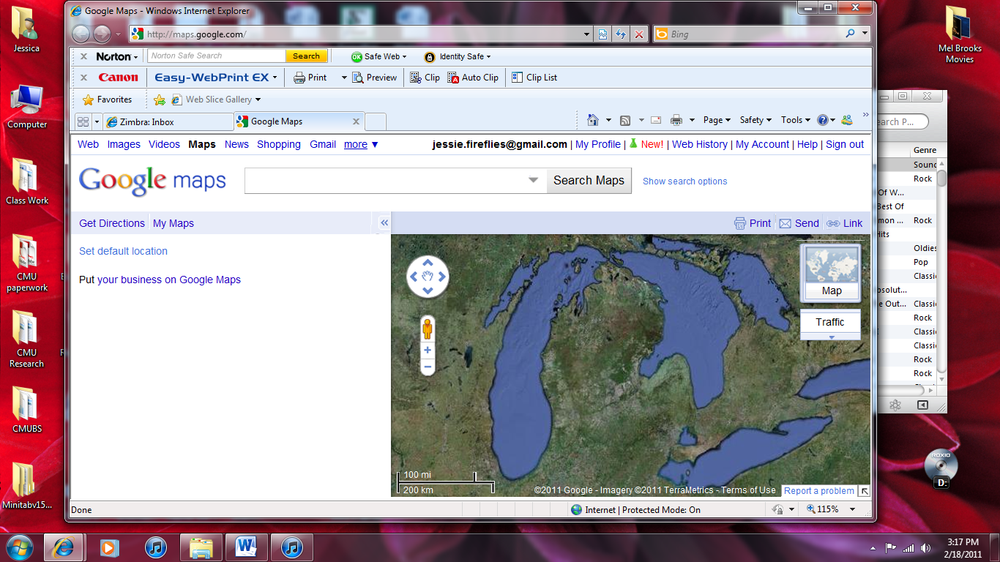 Jessica
Computer
Class Work
CMU
paperwork
CMU
Research
CMUBS
Minitabv15...
Google Maps - Windows Internet Explorer
http://maps.google.com/
Bing
Norton
Norton Safe Search
Search
OK Safe Web
Identity Safe
Canon
Easy-WebPrint EX
Print
Preview
Clip
Auto Clip
Clip List
Favorites
Web Slice Gallery
Zimbra: Inbox
Google Maps
Page
Safety
Tools
Web Images Videos Maps News Shopping Gmail more ▼
jessie.fireflies@gmail.com | My Profile | New! | Web History | My Account | Help | Sign out
Google maps
Search Maps
Show search options
Get Directions
My Maps
«
Print
Send
Link
Set default location
Put your business on Google Maps
Map
Traffic
+
−
100 mi
200 km
©2011 Google - Imagery ©2011 TerraMetrics - Terms of Use
Report a problem
Done
Internet | Protected Mode: On
115%
Mel Brooks
Movies
earch P...
Genre
Rock
Of W...
Best Of
mon ... Rock
Hits
Oldies
Pop
Classic
bsolut...
e Out... Classic
Rock
Classic
Classic
Rock
Rock
ROXIO
D:
3:17 PM
2/18/2011